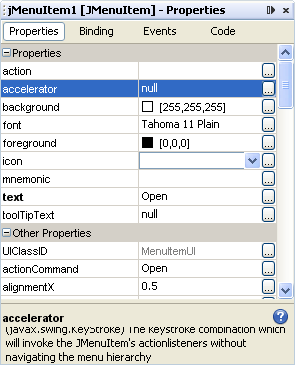 jMenuItem1 [JMenuItem] - Properties
Properties Binding Events Code
Properties
action
accelerator null
background [255,255,255]
font Tahoma 11 Plain
foreground [0,0,0]
icon
mnemonic
text Open
toolTipText null
Other Properties
UIClassID MenuItemUI
actionCommand Open
alignmentX 0.5
accelerator
(javax.swing.KeyStroke) The keystroke combination which
will invoke the JMenuItem's actionlisteners without
navigating the menu hierarchy